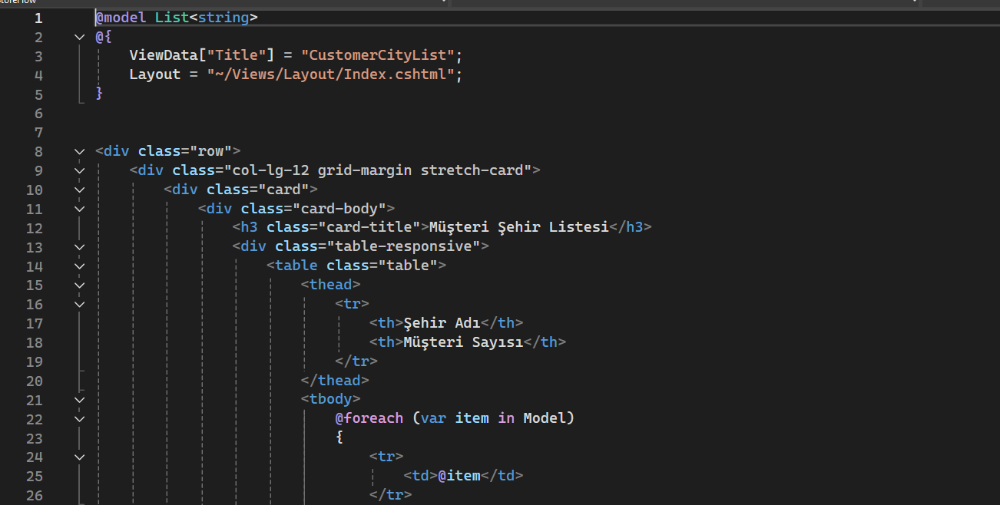 1 @model List<string>
2 @{
3     ViewData["Title"] = "CustomerCityList";
4     Layout = "~/Views/Layout/Index.cshtml";
5 }
6
7
8 <div class="row">
9     <div class="col-lg-12 grid-margin stretch-card">
10         <div class="card">
11             <div class="card-body">
12                 <h3 class="card-title">Müşteri Şehir Listesi</h3>
13                 <div class="table-responsive">
14                     <table class="table">
15                         <thead>
16                             <tr>
17                                 <th>Şehir Adı</th>
18                                 <th>Müşteri Sayısı</th>
19                             </tr>
20                         </thead>
21                         <tbody>
22                             @foreach (var item in Model)
23                             {
24                                 <tr>
25                                     <td>@item</td>
26                                 </tr>